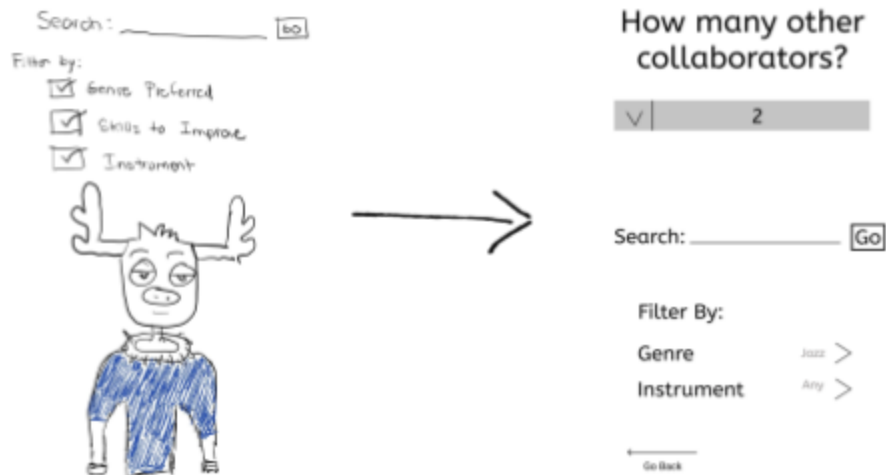 Search:
GO
Filter by:
Genre Preferred
Skills to Improve
Instrument
How many other
collaborators?
2
Search:
Go
Filter By:
Genre Jazz
Instrument Any
Go Back